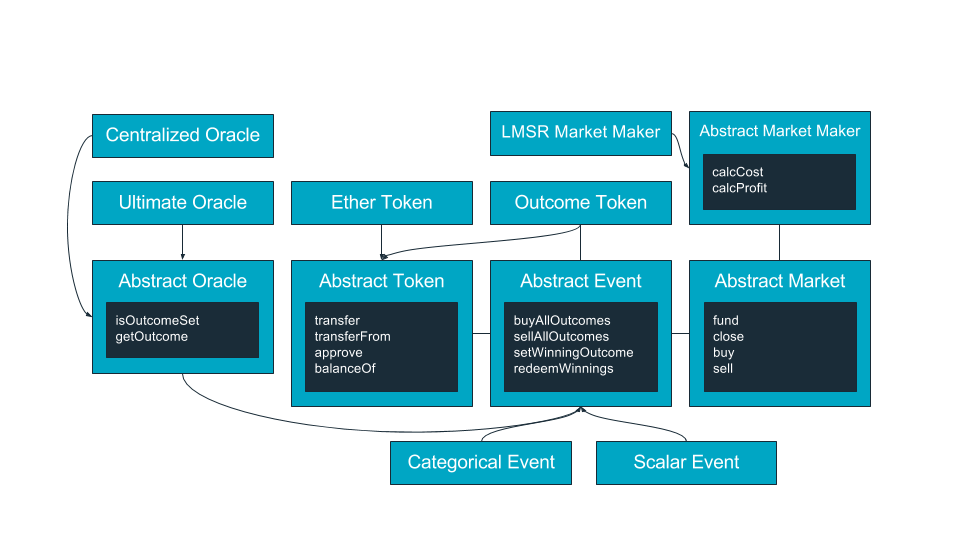 Centralized Oracle
LMSR Market Maker
Abstract Market Maker
calcCost
calcProfit
Ultimate Oracle
Ether Token
Outcome Token
Abstract Oracle
isOutcomeSet
getOutcome
Abstract Token
transfer
transferFrom
approve
balanceOf
Abstract Event
buyAllOutcomes
sellAllOutcomes
setWinningOutcome
redeemWinnings
Abstract Market
fund
close
buy
sell
Categorical Event
Scalar Event